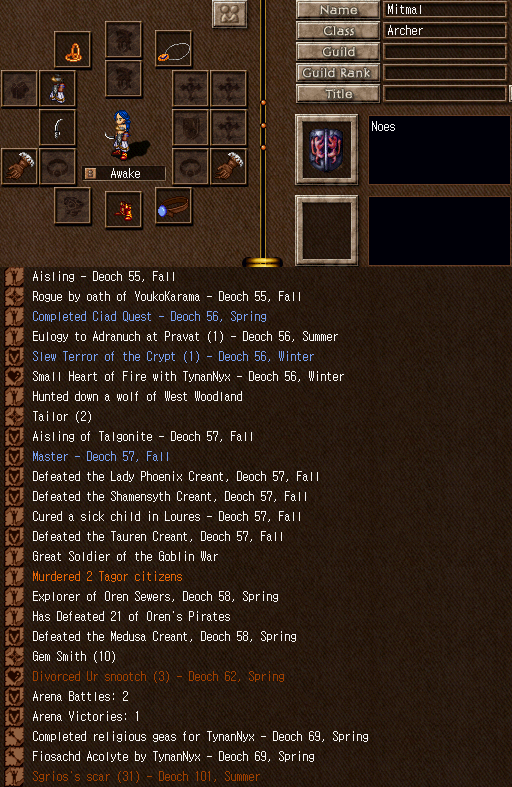 Name Mitmal
Class Archer
Guild
Guild Rank
Title
Noes
Awake
Aisling - Deoch 55, Fall
Rogue by oath of YoukoKarama - Deoch 55, Fall
Completed Ciad Quest - Deoch 56, Spring
Eulogy to Adranuch at Pravat (1) - Deoch 56, Summer
Slew Terror of the Crypt (1) - Deoch 56, Winter
Small Heart of Fire with TynanNyx - Deoch 56, Winter
Hunted down a wolf of West Woodland
Tailor (2)
Aisling of Talgonite - Deoch 57, Fall
Master - Deoch 57, Fall
Defeated the Lady Phoenix Creant, Deoch 57, Fall
Defeated the Shamensyth Creant, Deoch 57, Fall
Cured a sick child in Loures - Deoch 57, Fall
Defeated the Tauren Creant, Deoch 57, Fall
Great Soldier of the Goblin War
Murdered 2 Tagor citizens
Explorer of Oren Sewers, Deoch 58, Spring
Has Defeated 21 of Oren's Pirates
Defeated the Medusa Creant, Deoch 58, Spring
Gem Smith (10)
Divorced Ur snootch (3) - Deoch 62, Spring
Arena Battles: 2
Arena Victories: 1
Completed religious geas for TynanNyx - Deoch 69, Spring
Fiosachd Acolyte by TynanNyx - Deoch 69, Spring
Sgrios's scar (31) - Deoch 101, Summer